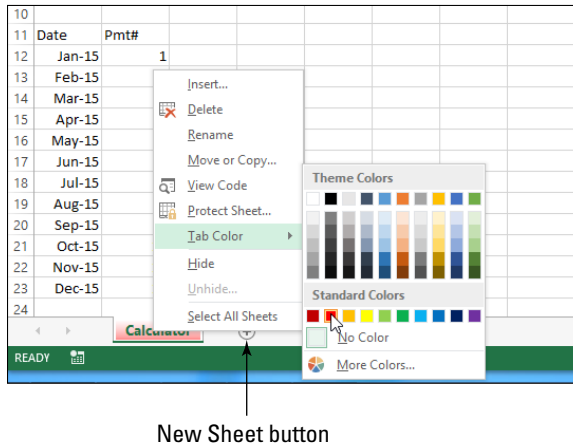 10
11 Date Pmt#
12 Jan-15 1
13 Feb-15
14 Mar-15
15 Apr-15
16 May-15
17 Jun-15
18 Jul-15
19 Aug-15
20 Sep-15
21 Oct-15
22 Nov-15
23 Dec-15
24
Insert...
Delete
Rename
Move or Copy...
View Code
Protect Sheet...
Tab Color
Hide
Unhide...
Select All Sheets
Theme Colors
Standard Colors
No Color
More Colors...
Calculator
READY
New Sheet button